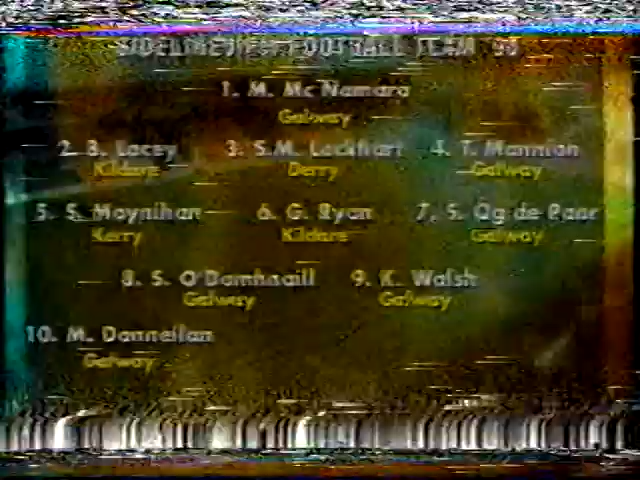 FOOTBALL TEAM '98
1. M. Mc Namara
Galway
2. B. Lacey 3. S.M. Lockhart 4. T. Mannion
Kildare Derry Galway
5. S. Moynihan 6. G. Ryan 7. S. Óg de Paor
Kerry Kildare Galway
8. S. O'Domhnaill 9. K. Walsh
Galway Galway
10. M. Donnellan
Galway